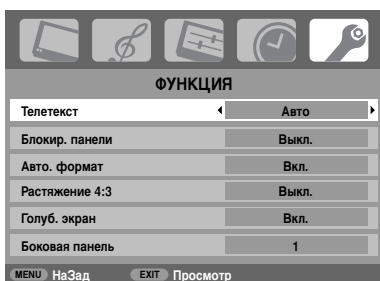 ФУНКЦИЯ
Телетекст Авто
Блокир. панели Выкл.
Авто. формат Вкл.
Растяжение 4:3 Выкл.
Голуб. экран Вкл.
Боковая панель 1
MENU НаЗад EXIT Просмотр